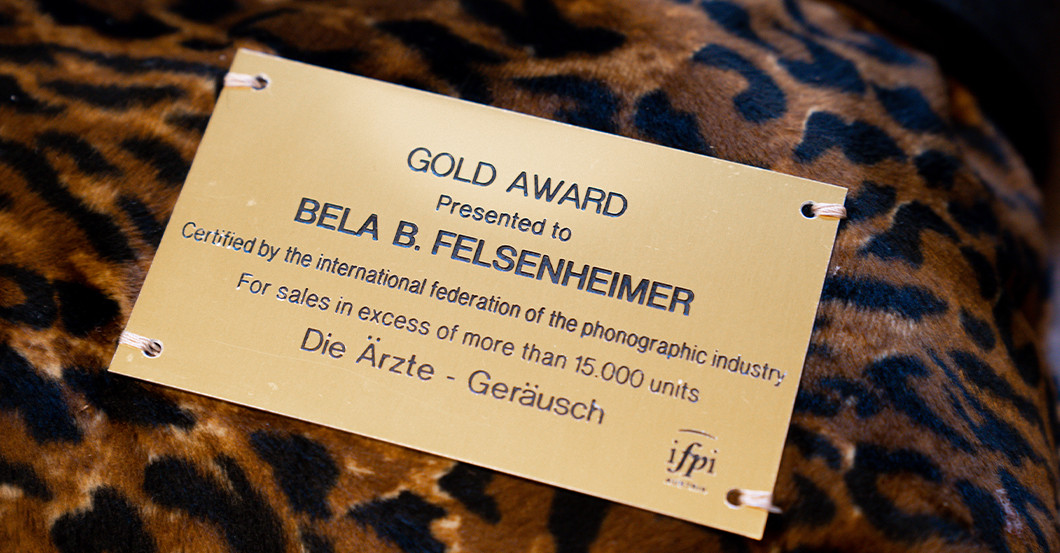 GOLD AWARD
Presented to
BELA B. FELSENHEIMER
Certified by the international federation of the phonographic industry
For sales in excess of more than 15.000 units
Die Ärzte - Geräusch
ifpi